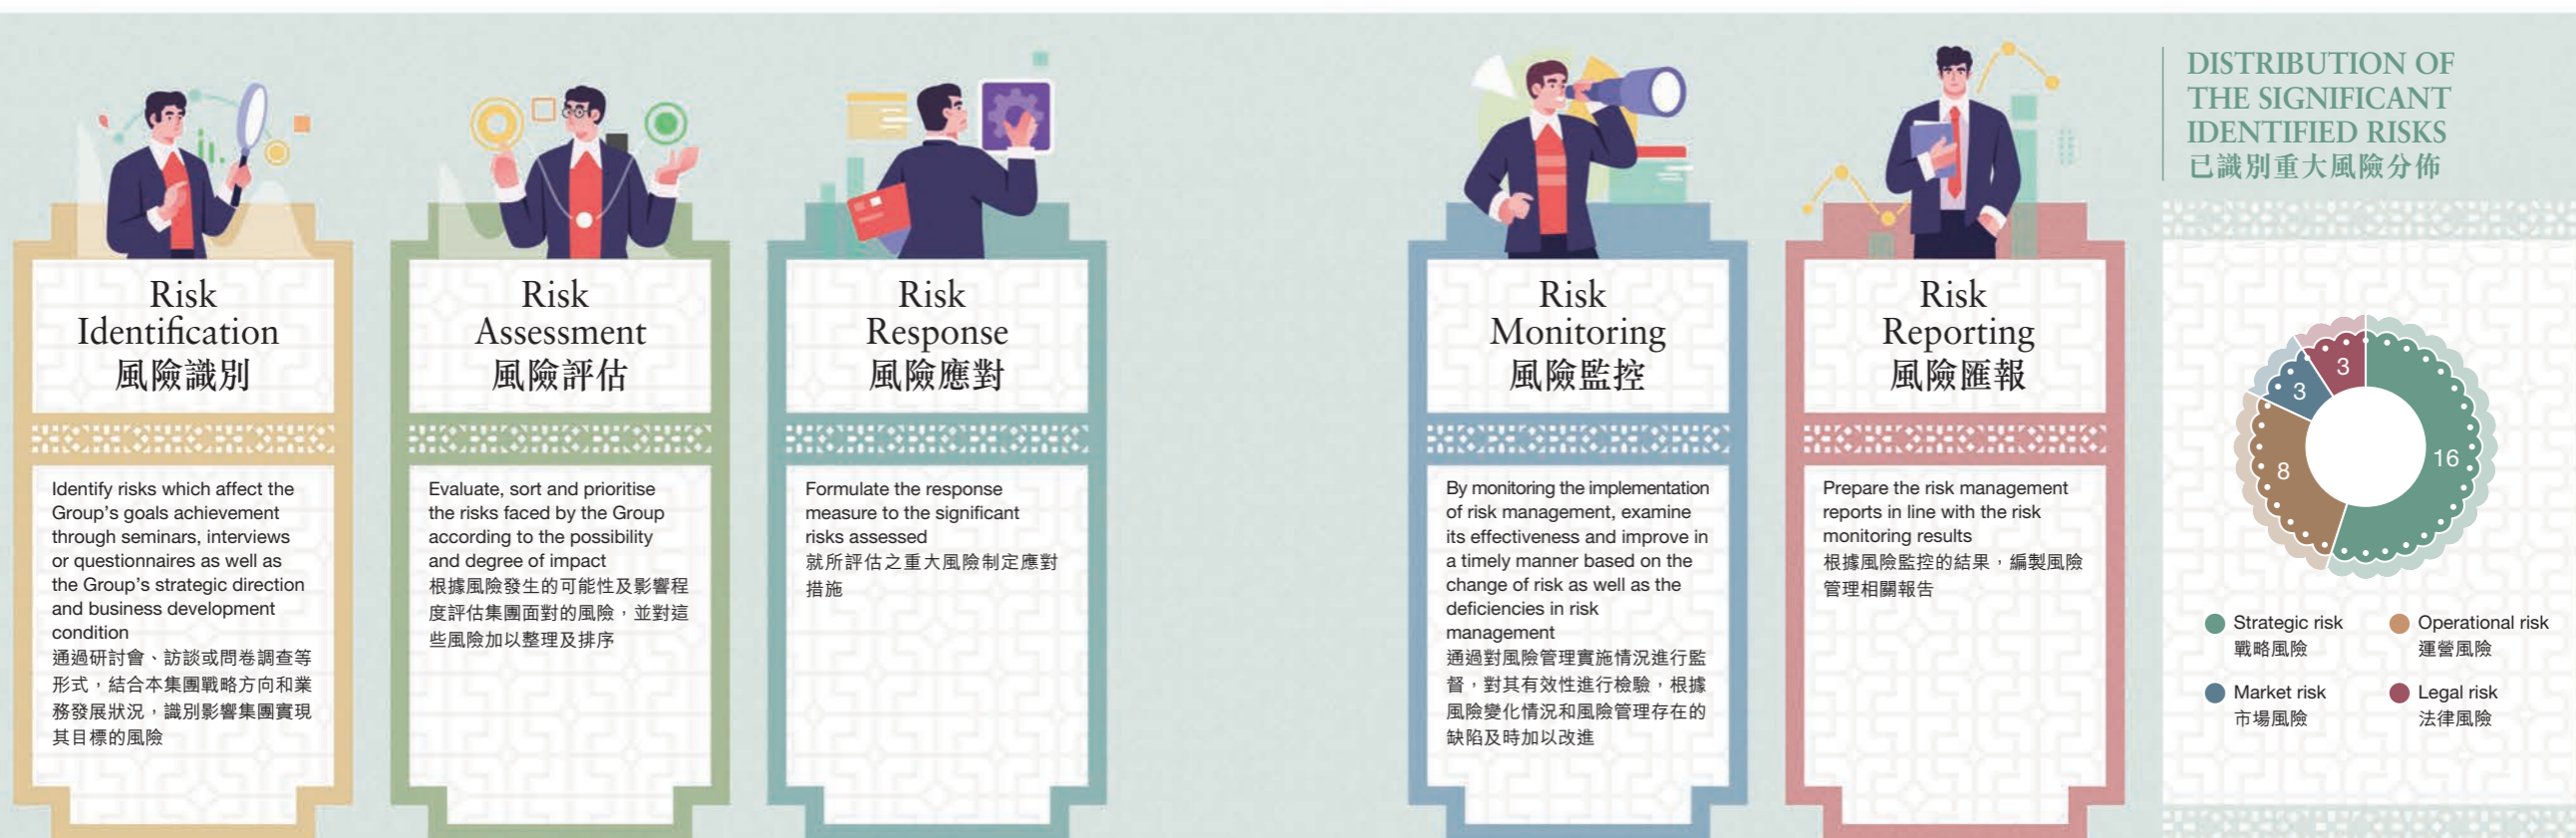 Risk
Identification
風險識別
Identify risks which affect the
Group's goals achievement
through seminars, interviews
or questionnaires as well as
the Group's strategic direction
and business development
condition
通過研討會、訪談或問卷調查等
形式，結合本集團戰略方向和業
務發展狀況，識別影響集團實現
其目標的風險
Risk
Assessment
風險評估
Evaluate, sort and prioritise
the risks faced by the Group
according to the possibility
and degree of impact
根據風險發生的可能性及影響程
度評估集團面對的風險，並對這
些風險加以整理及排序
Risk
Response
風險應對
Formulate the response
measure to the significant
risks assessed
就所評估之重大風險制定應對
措施
Risk
Monitoring
風險監控
By monitoring the implementation
of risk management, examine
its effectiveness and improve in
a timely manner based on the
change of risk as well as the
deficiencies in risk
management
通過對風險管理實施情況進行監
督，對其有效性進行檢驗，根據
風險變化情況和風險管理存在的
缺陷及時加以改進
Risk
Reporting
風險匯報
Prepare the risk management
reports in line with the risk
monitoring results
根據風險監控的結果，編製風險
管理相關報告
DISTRIBUTION OF
THE SIGNIFICANT
IDENTIFIED RISKS
已識別重大風險分佈
3
3
16
8
Strategic risk
戰略風險
Operational risk
運營風險
Market risk
市場風險
Legal risk
法律風險